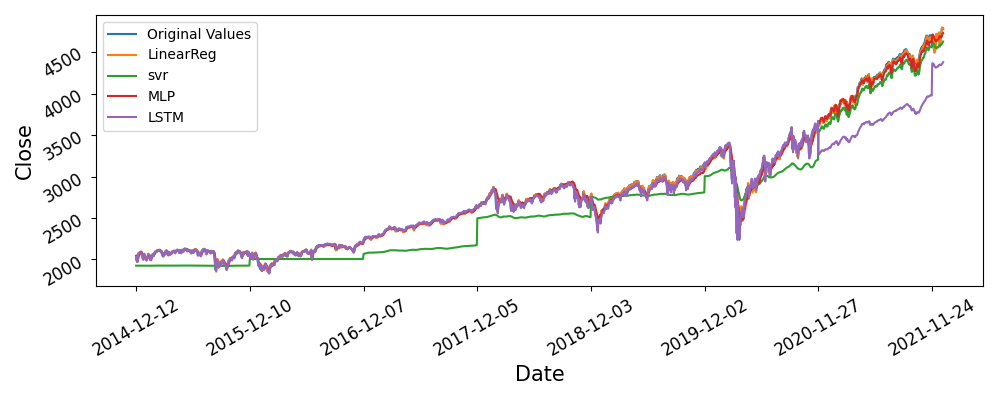 Original Values
LinearReg
svr
MLP
LSTM
Close
4500
4000
3500
3000
2500
2000
2014-12-12
2015-12-10
2016-12-07
2017-12-05
2018-12-03
2019-12-02
2020-11-27
2021-11-24
Date